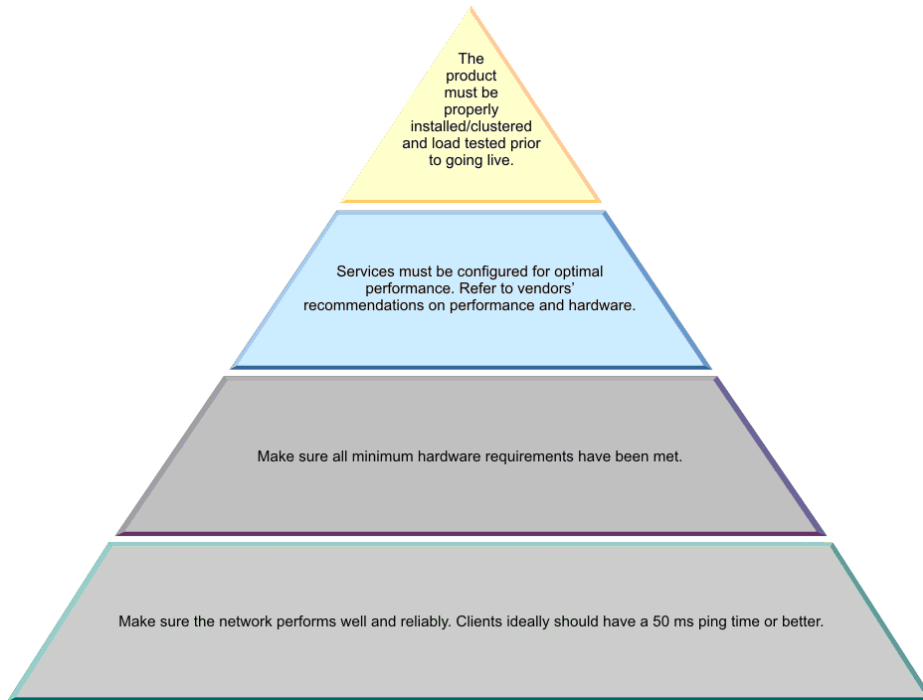 The
product
must be
properly
installed/clustered
and load tested prior
to going live.
Services must be configured for optimal
performance. Refer to vendors’
recommendations on performance and hardware.
Make sure all minimum hardware requirements have been met.
Make sure the network performs well and reliably. Clients ideally should have a 50 ms ping time or better.